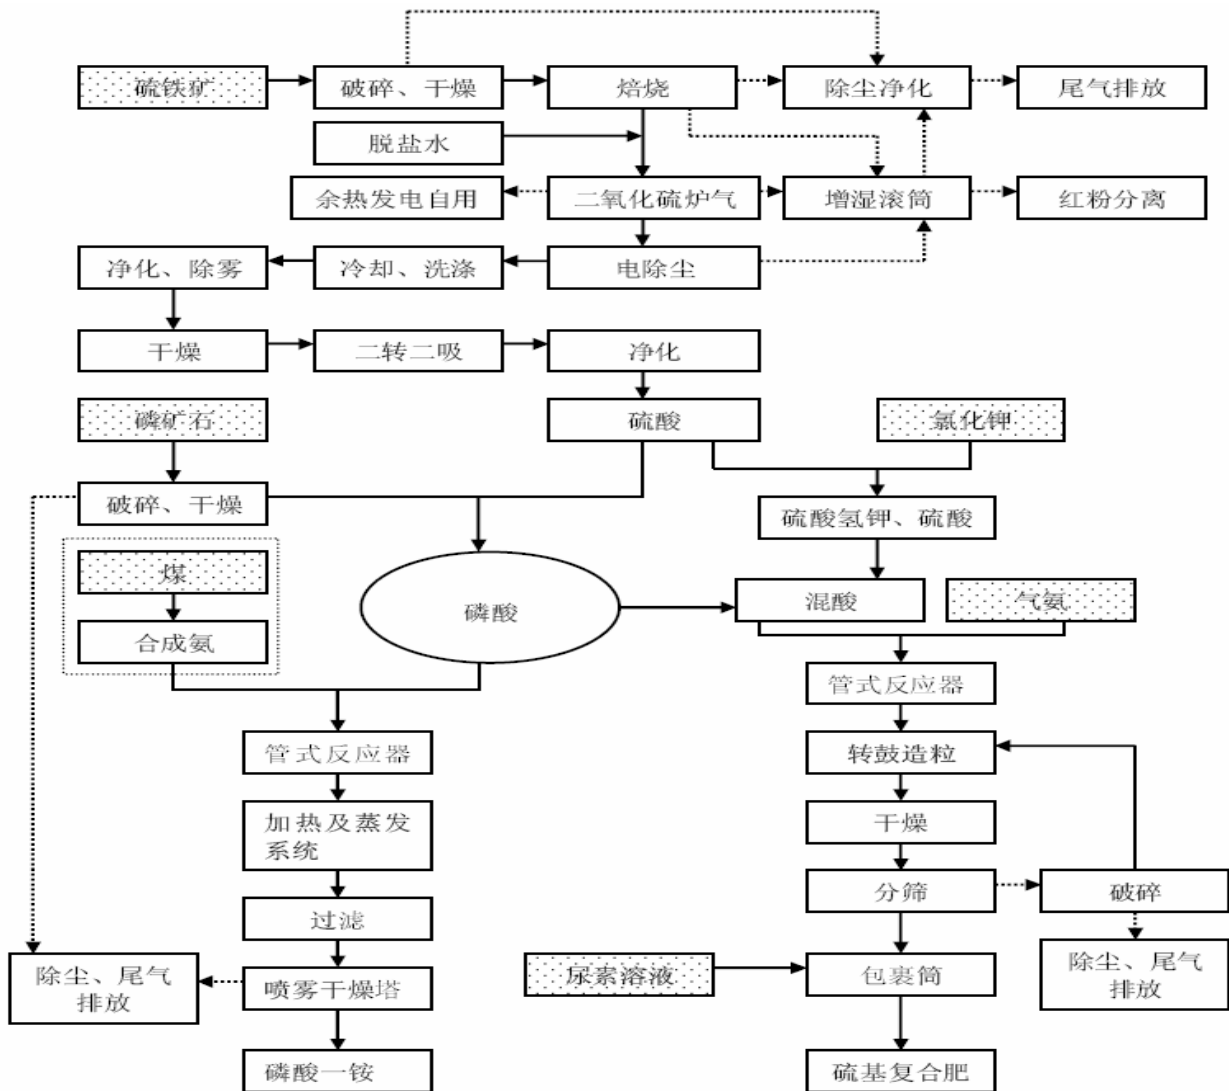 硫铁矿
破碎、干燥
焙烧
除尘净化
尾气排放
脱盐水
余热发电自用
二氧化硫炉气
增湿滚筒
红粉分离
净化、除雾
冷却、洗涤
电除尘
干燥
二转二吸
净化
磷矿石
硫酸
氯化钾
破碎、干燥
硫酸氢钾、硫酸
煤
磷酸
混酸
气氨
合成氨
管式反应器
管式反应器
转鼓造粒
加热及蒸发
系统
干燥
分筛
破碎
过滤
除尘、尾气
排放
喷雾干燥塔
尿素溶液
包裹筒
除尘、尾气
排放
磷酸一铵
硫基复合肥